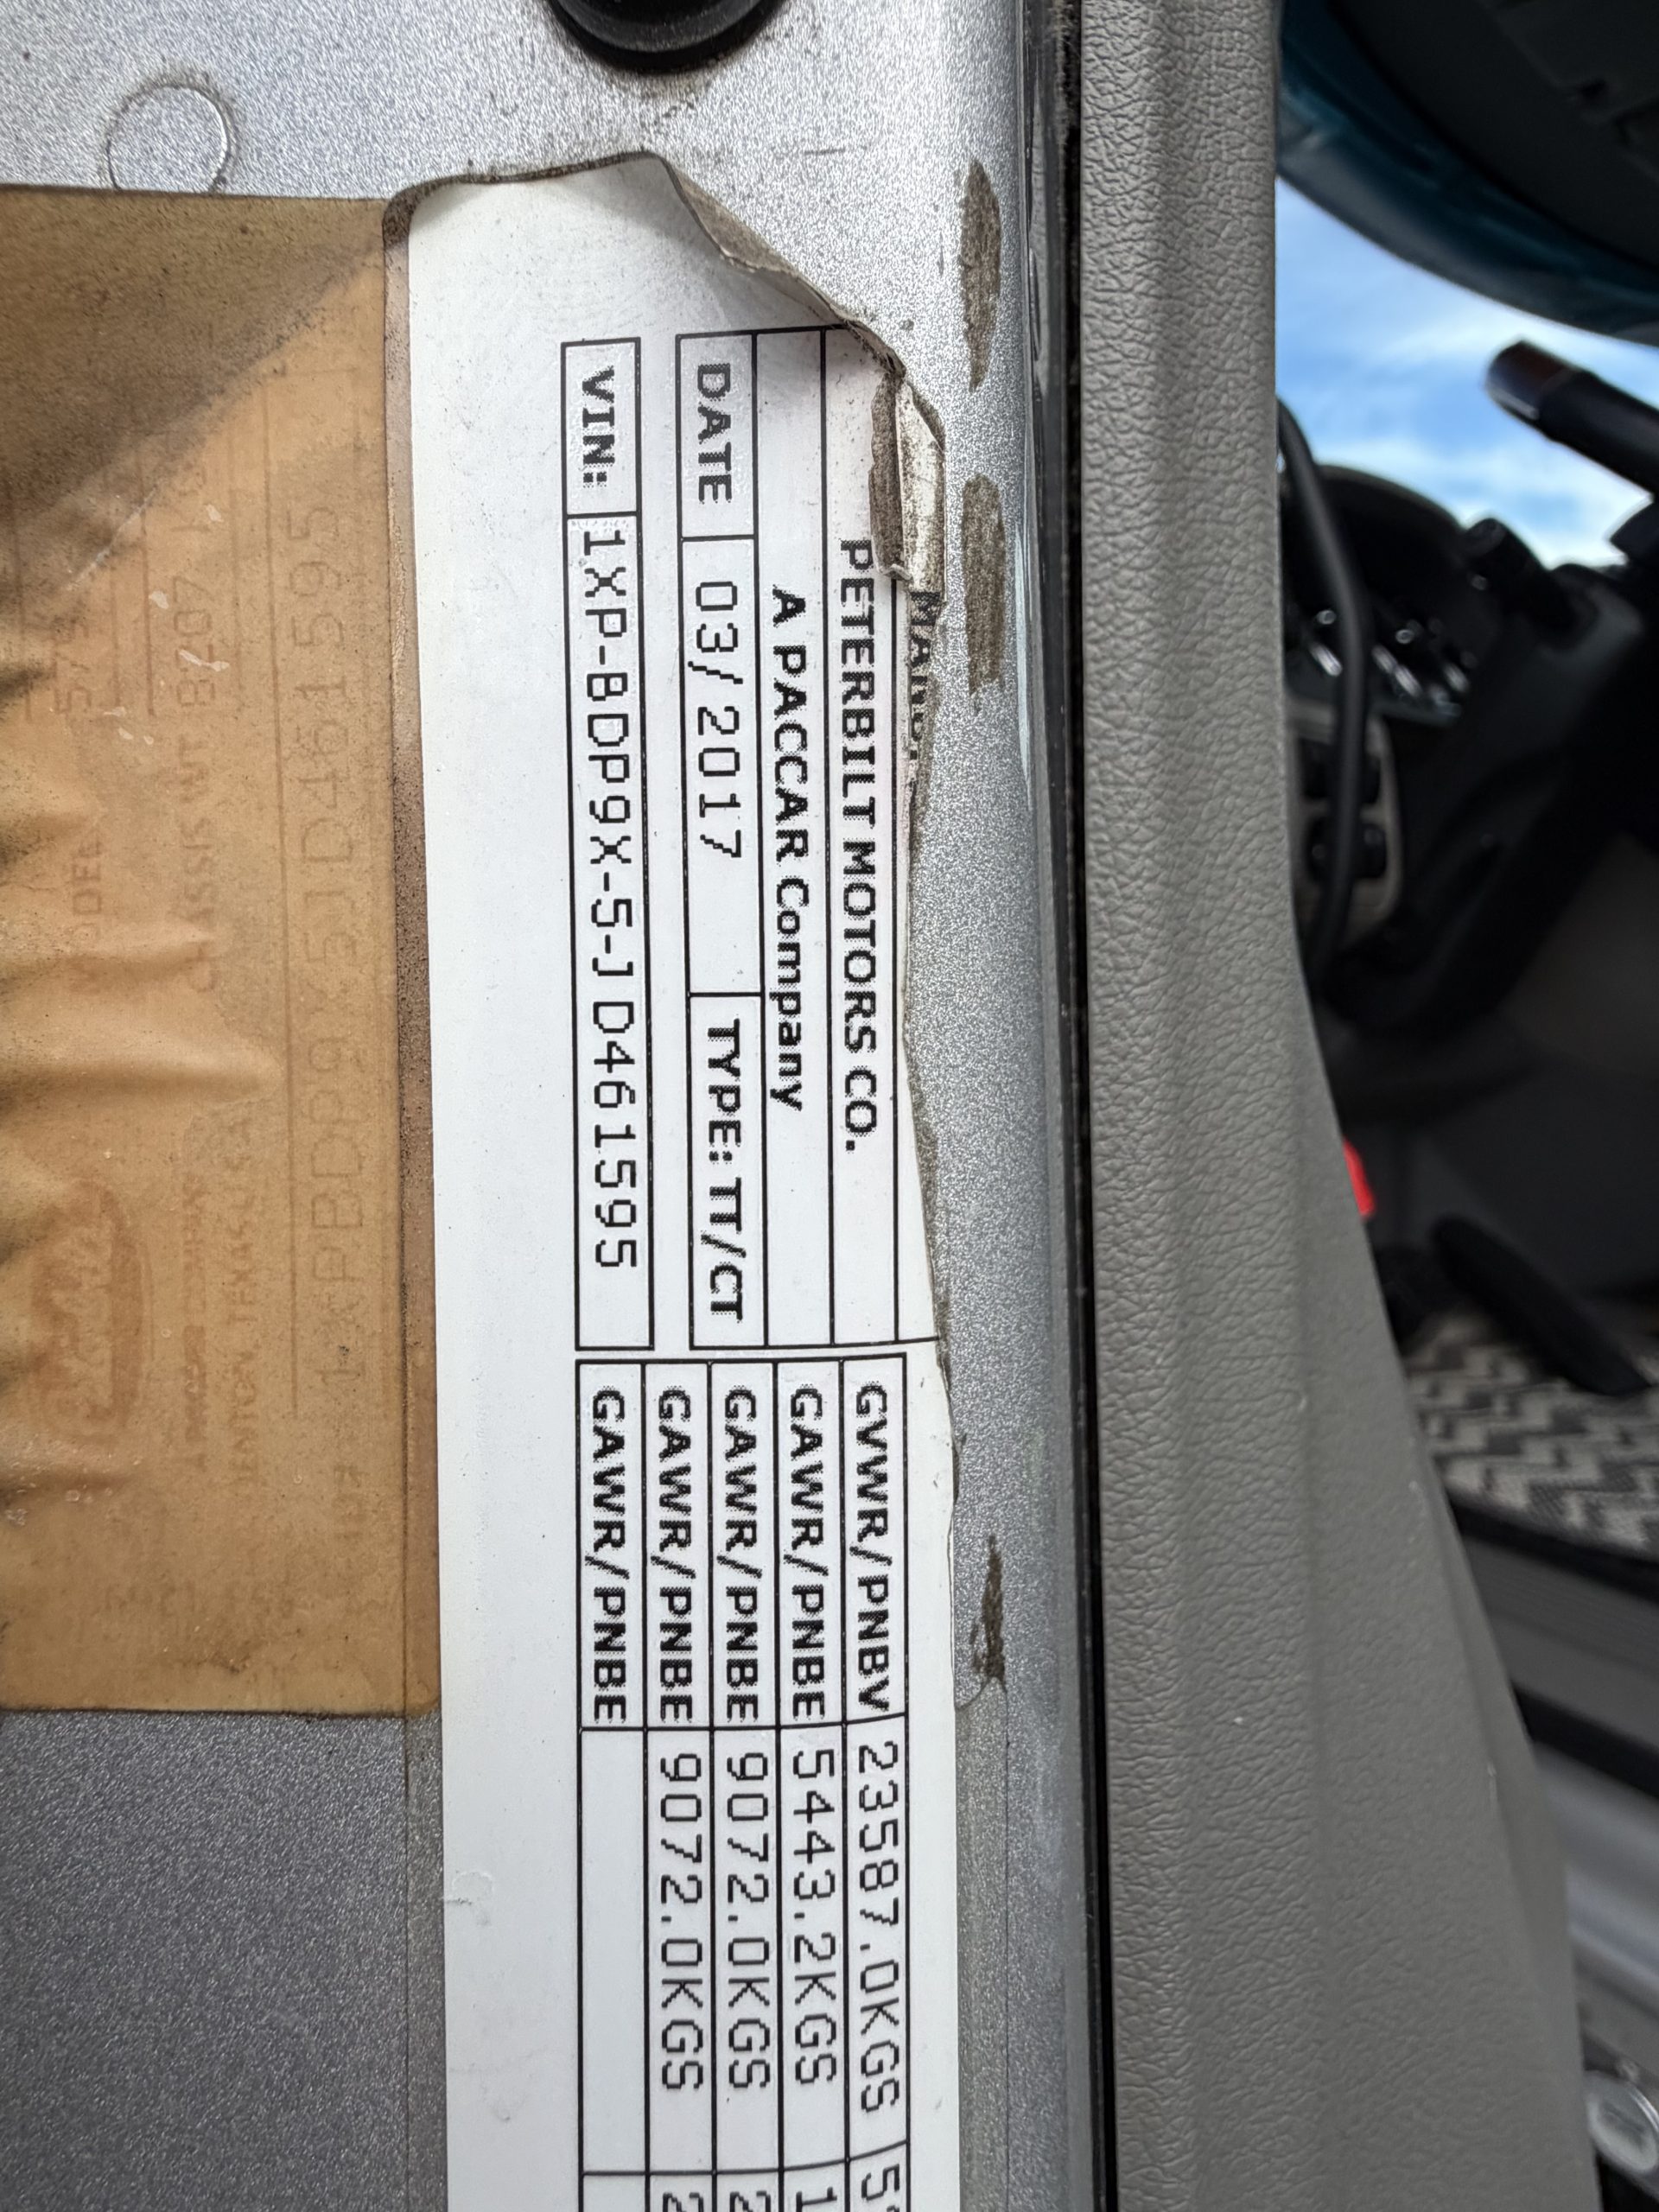 PETERBILT MOTORS CO.
A PACCAR Company
DATE 03/2017 TYPE: TT/CT
VIN: 1XP-BDP9X-5-JD461595
GVWR/PNBV 23587.0KGS
GAWR/PNBE 5443.2KGS
GAWR/PNBE 9072.0KGS
GAWR/PNBE 9072.0KGS
GAWR/PNBE
1XPBDP9X5JD461595